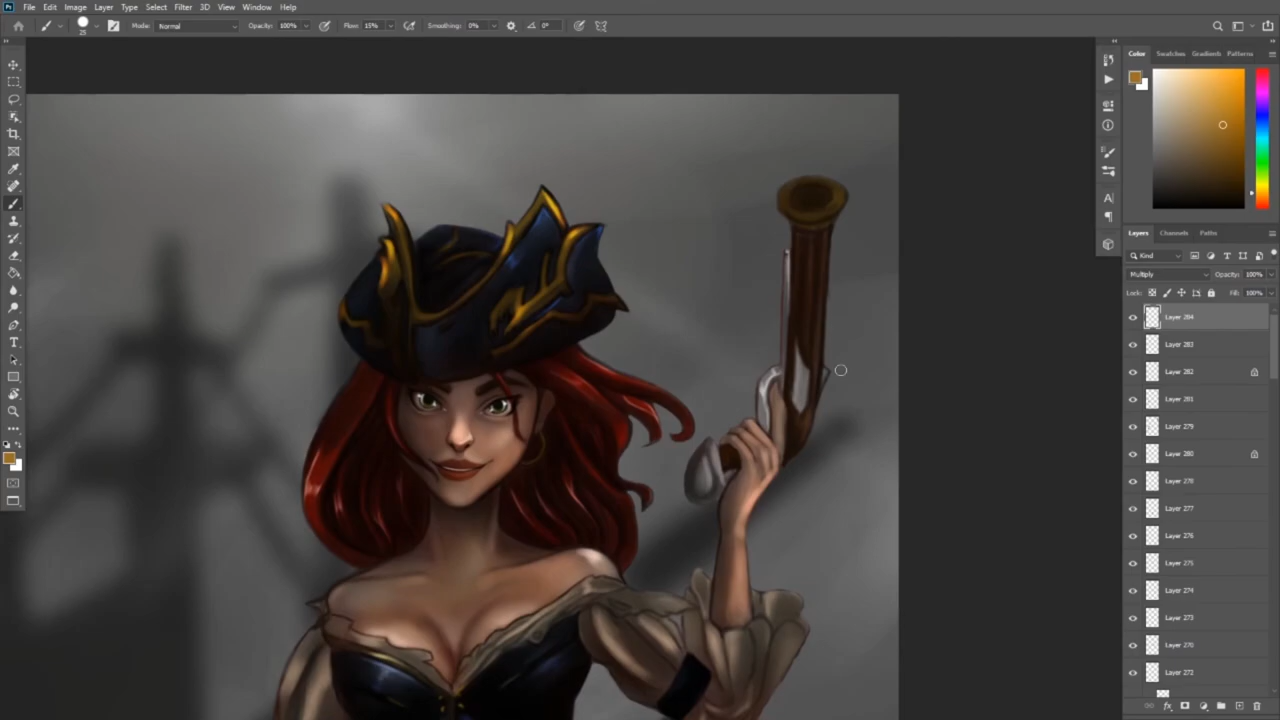 Ps File Edit Image Layer Type Select Filter 3D View Window Help
25 Mode: Normal Opacity: 100% Flow: 15% Smoothing: 0% 0°
Color Swatches Gradients Patterns
Layers Channels Paths
Kind
Multiply Opacity: 100%
Lock: Fill: 100%
Layer 284
Layer 283
Layer 282
Layer 281
Layer 279
Layer 280
Layer 278
Layer 277
Layer 276
Layer 275
Layer 274
Layer 273
Layer 270
Layer 272